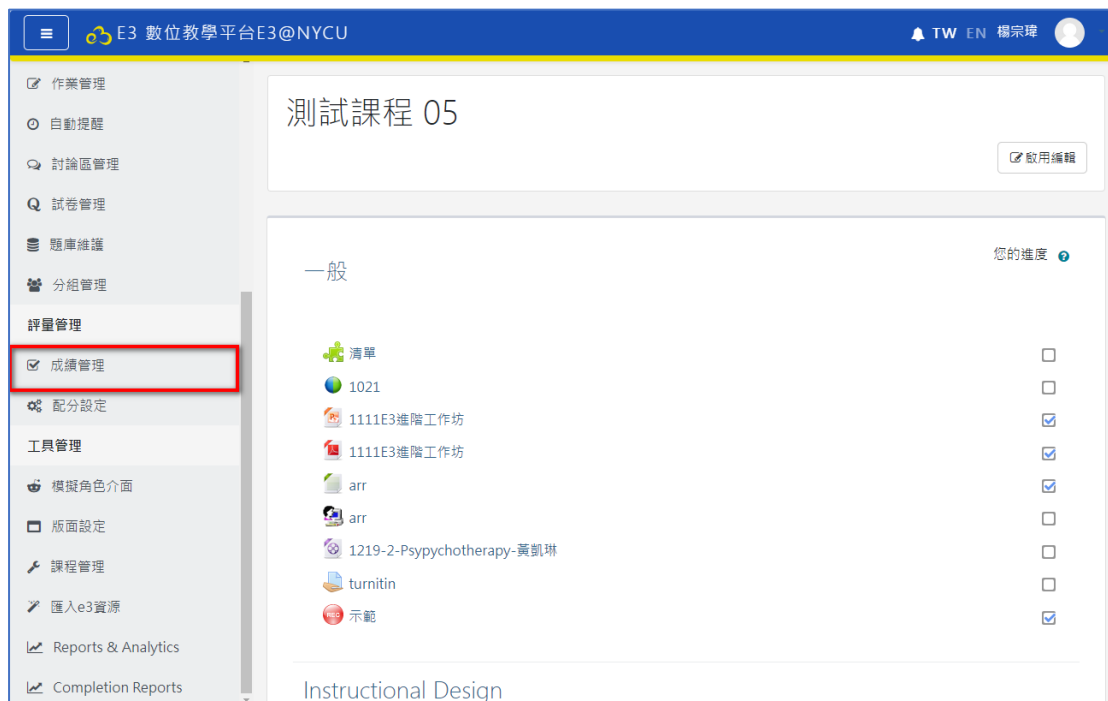 E3 數位教學平台E3@NYCU
TW EN 楊宗瑋
作業管理
自動提醒
討論區管理
試卷管理
題庫維護
分組管理
評量管理
成績管理
配分設定
工具管理
模擬角色介面
版面設定
課程管理
匯入e3資源
Reports & Analytics
Completion Reports
測試課程 05
啟用編輯
您的進度
一般
清單
1021
1111E3進階工作坊
1111E3進階工作坊
arr
arr
1219-2-Psypychotherapy-黃凱琳
turnitin
示範
Instructional Design